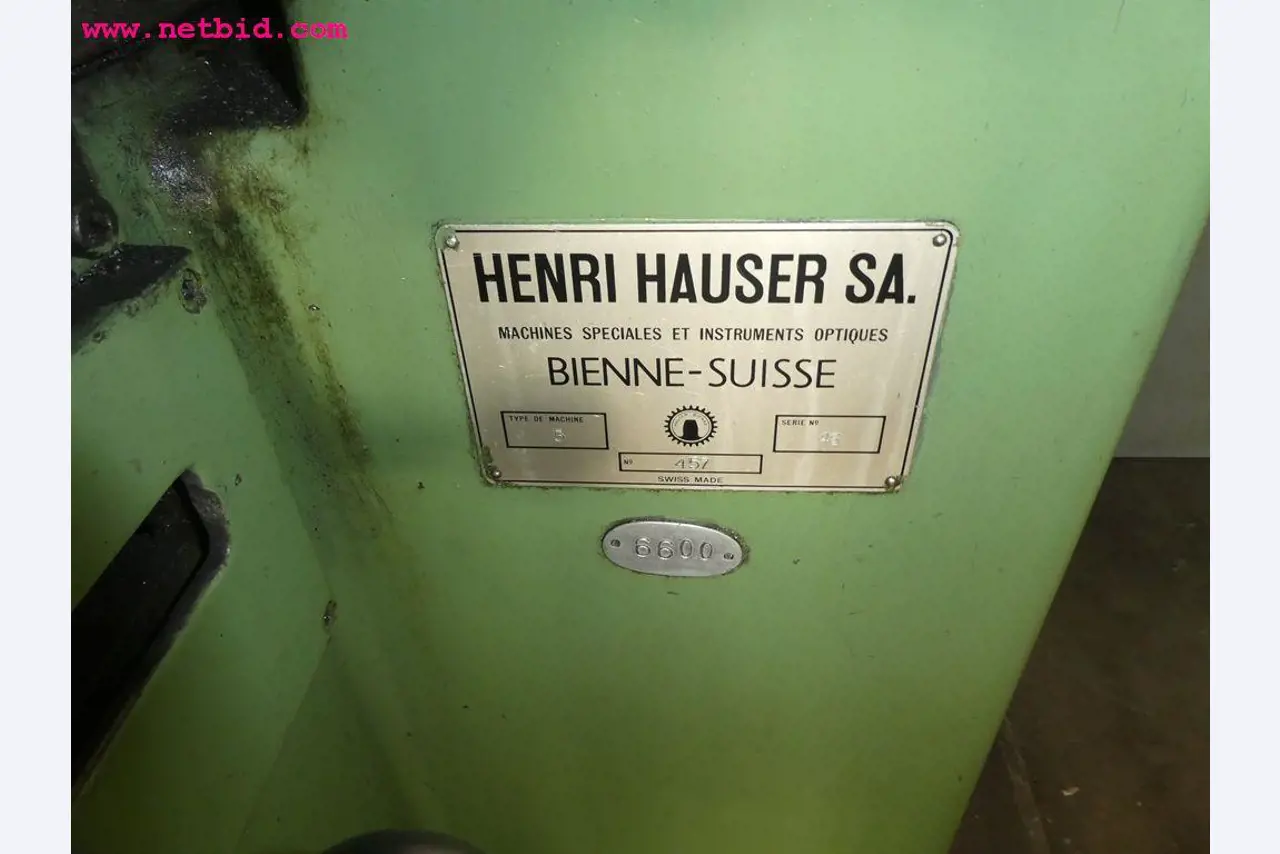 www.netbid.com
HENRI HAUSER SA.
MACHINES SPECIALES ET INSTRUMENTS OPTIQUES
BIENNE-SUISSE
TYPE DE MACHINE
SERIE Nº
Nº 457
SWISS MADE
6600